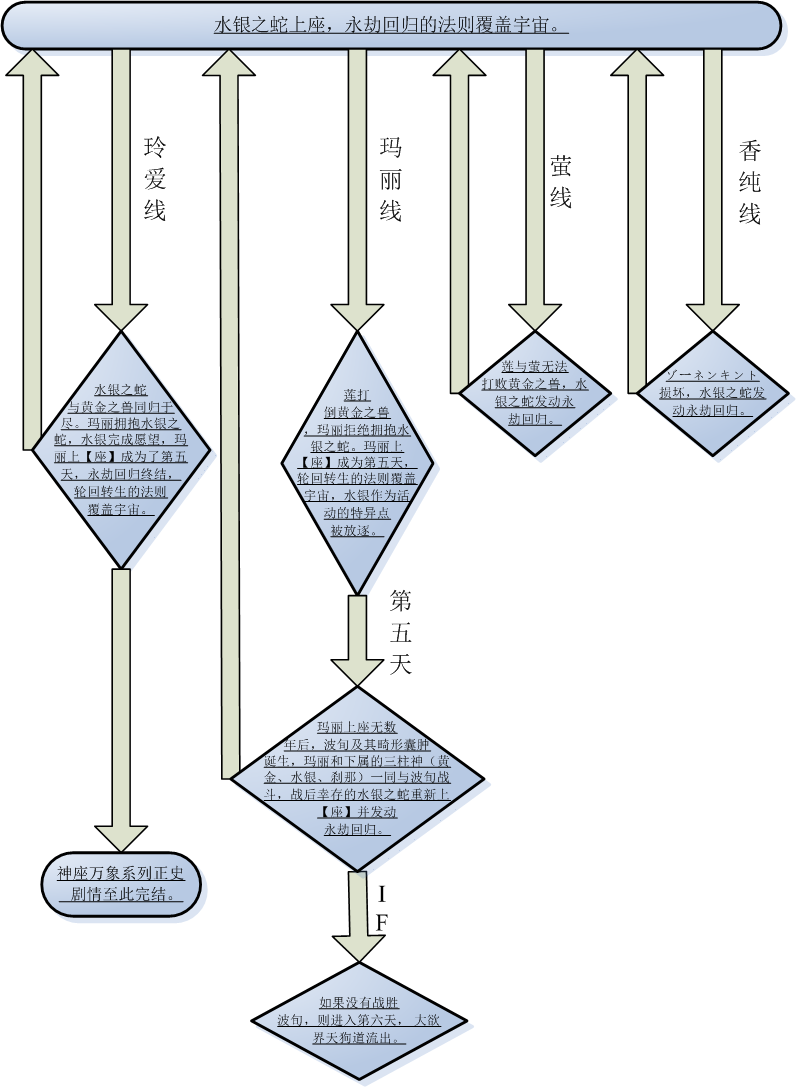 水银之蛇上座，永劫回归的法则覆盖宇宙。
玲爱线
玛丽线
萤线
香纯线
水银之蛇
与黄金之兽同归于
尽。玛丽拥抱水银之
蛇，水银完成愿望，玛
丽上【座】成为了第五
天，永劫回归终结，
轮回转生的法则
覆盖宇宙。
莲打
倒黄金之兽
，玛丽拒绝拥抱水
银之蛇。玛丽上
【座】成为第五天，
轮回转生的法则覆盖
宇宙，水银作为活
动的特异点
被放逐。
莲与萤无法
打败黄金之兽，水
银之蛇发动永
劫回归。
ゾーネンキント
损坏，水银之蛇发
动永劫回归。
第五天
玛丽上座无数
年后，波旬及其畸形囊肿
诞生，玛丽和下属的三柱神（黄
金、水银、刹那）一同与波旬战
斗，战后幸存的水银之蛇重新上
【座】并发动
永劫回归。
神座万象系列正史
剧情至此完结。
IF
如果没有战胜
波旬，则进入第六天，大欲
界天狗道流出。